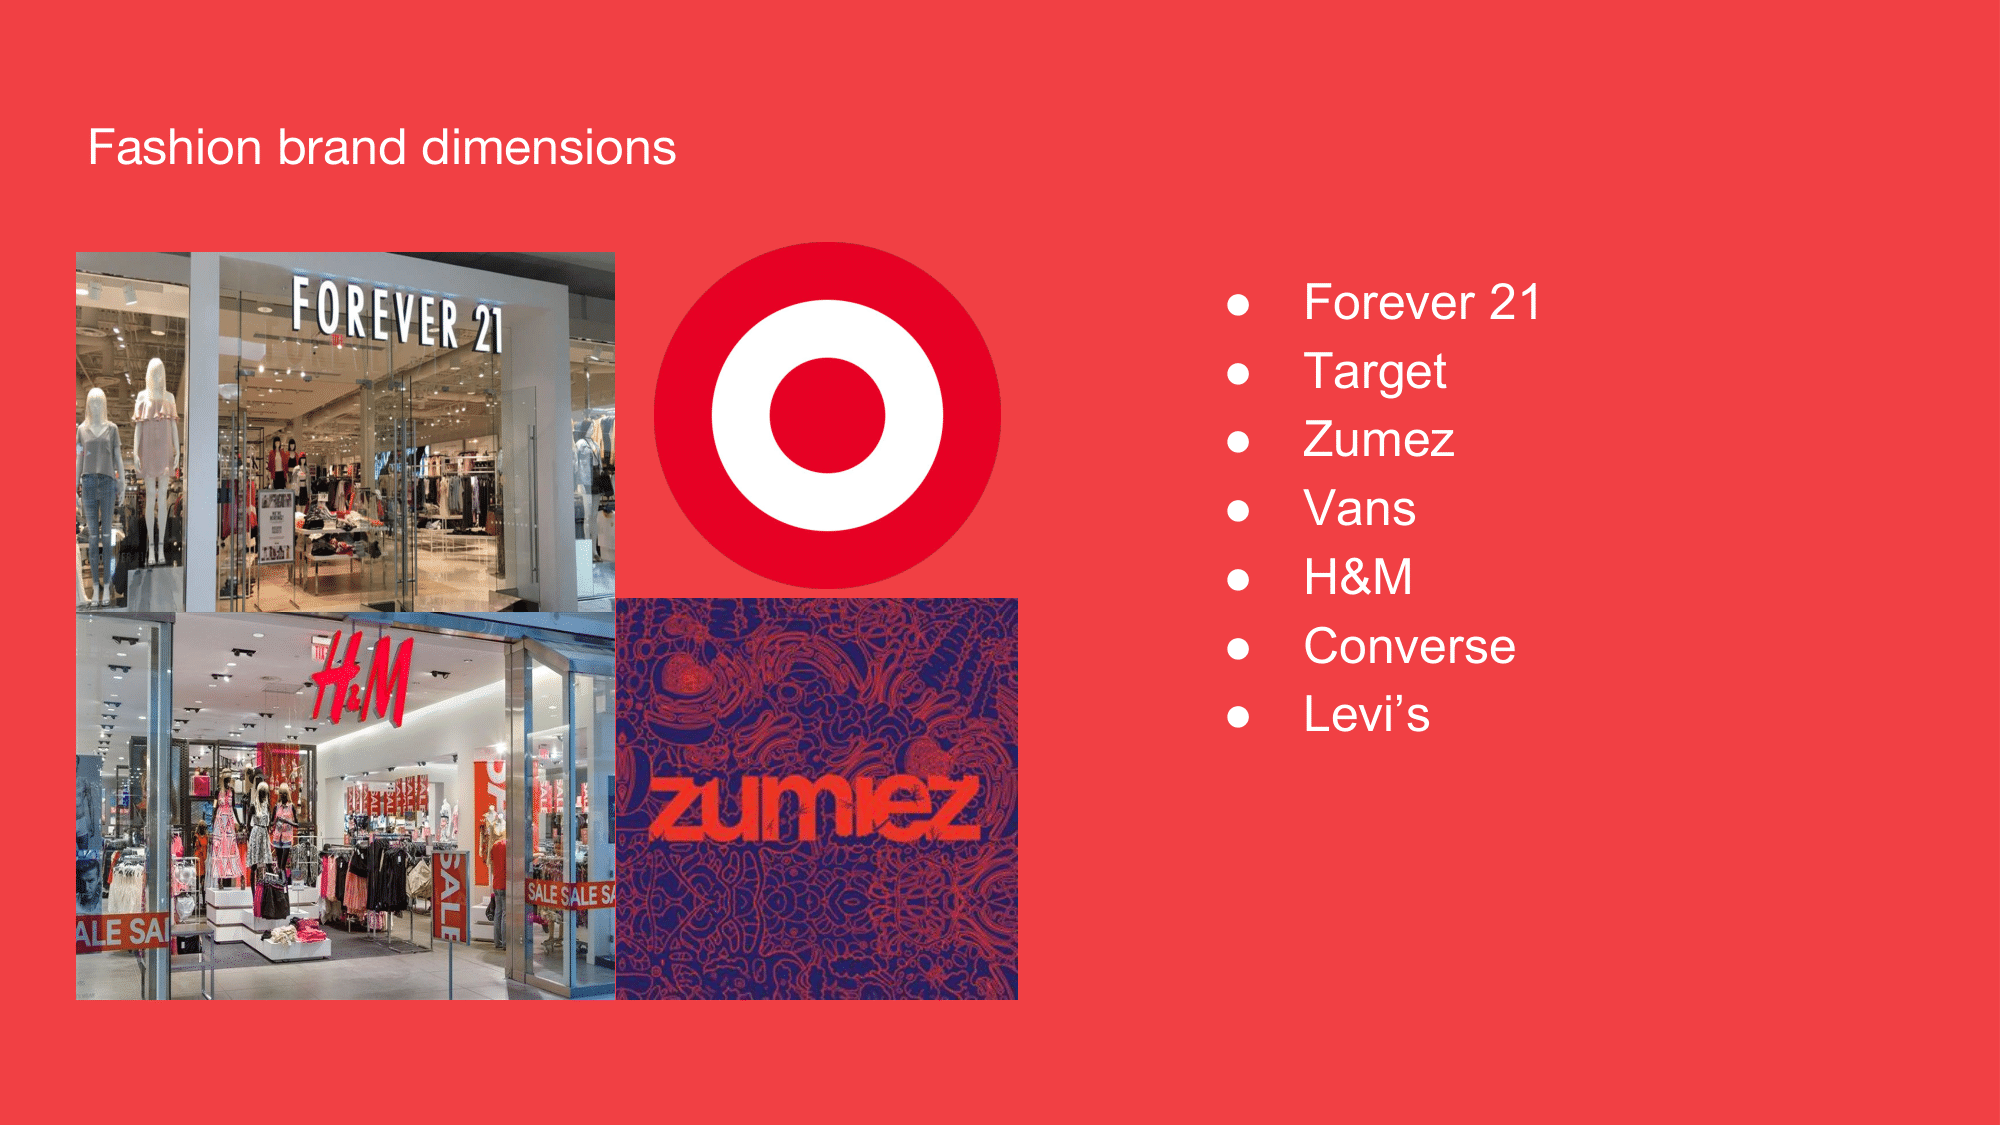 Fashion brand dimensions
FOREVER 21
H&M
SALE
SALE SALE SA
ALE SAL
zumiez
● Forever 21
● Target
● Zumez
● Vans
● H&M
● Converse
● Levi’s